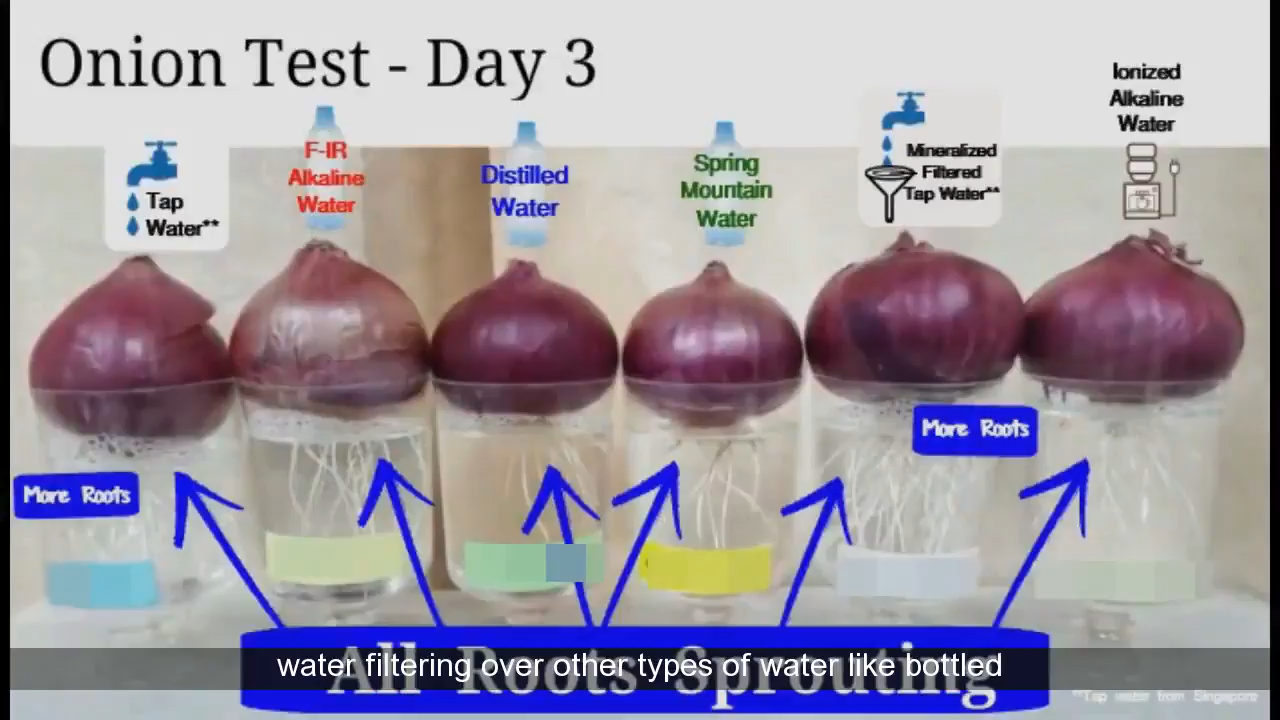 Onion Test - Day 3
Tap
Water**
F-IR
Alkaline
Water
Distilled
Water
Spring
Mountain
Water
Mineralized
Filtered
Tap Water**
Ionized
Alkaline
Water
More Roots
More Roots
All Roots Sprouting
water filtering over other types of water like bottled
**Tap water from Singapore